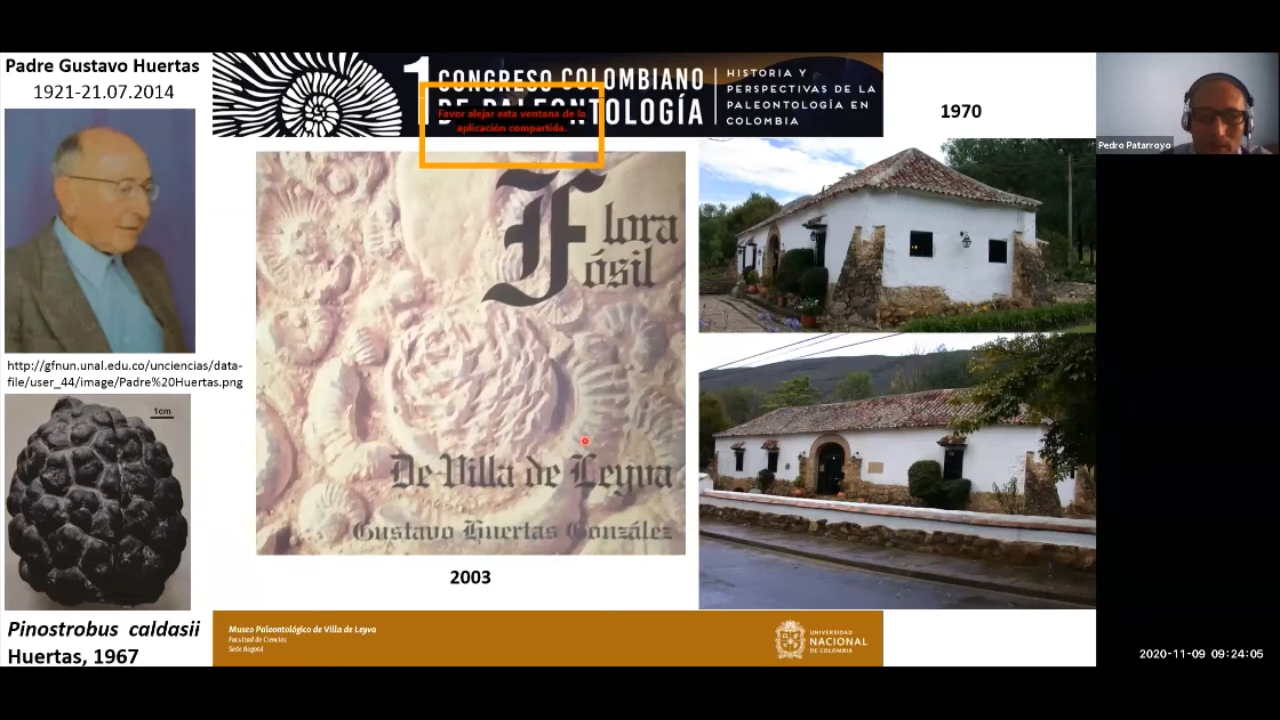 Padre Gustavo Huertas
1921-21.07.2014
http://gfnun.unal.edu.co/unciencias/data-
file/user_44/image/Padre%20Huertas.png
1cm
Pinostrobus caldasii
Huertas, 1967
1 CONGRESO COLOMBIANO
DE PALEONTOLOGÍA
HISTORIA Y
PERSPECTIVAS DE LA
PALEONTOLOGÍA EN
COLOMBIA
Favor alejar esta ventana de la
aplicación compartida.
Flora
Fósil
De Villa de Leyva
Gustavo Huertas González
2003
1970
Museo Paleontológico de Villa de Leyva
Facultad de Ciencias
Sede Bogotá
UNIVERSIDAD
NACIONAL
DE COLOMBIA
Pedro Patarroyo
2020-11-09 09:24:05